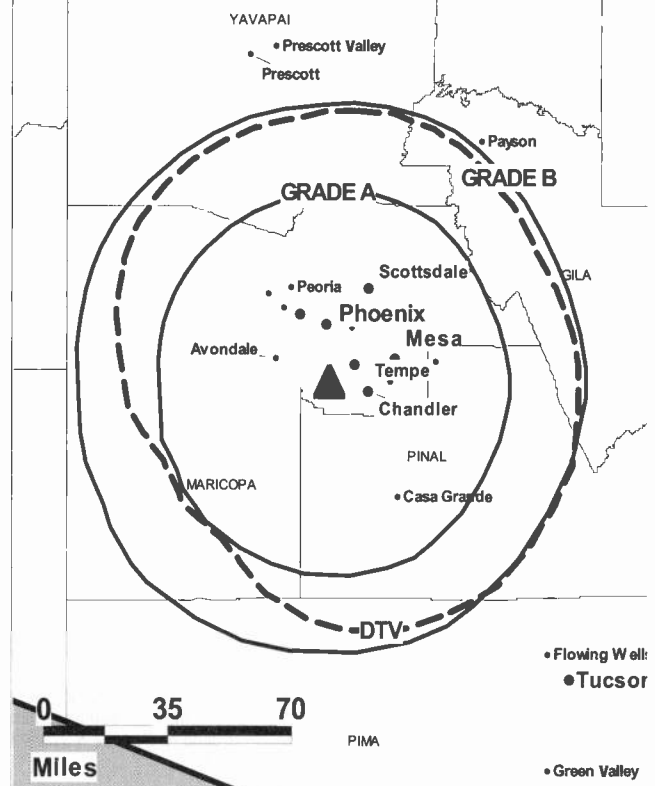 YAVAPAI
Prescott Valley
Prescott
Payson
GRADE B
GRADE A
Scottsdale
GILA
Peoria
Phoenix
Mesa
Avondale
Tempe
Chandler
PINAL
MARICOPA
Casa Grande
DTV
Flowing Wells
Tucson
0 35 70
PIMA
Miles
Green Valley